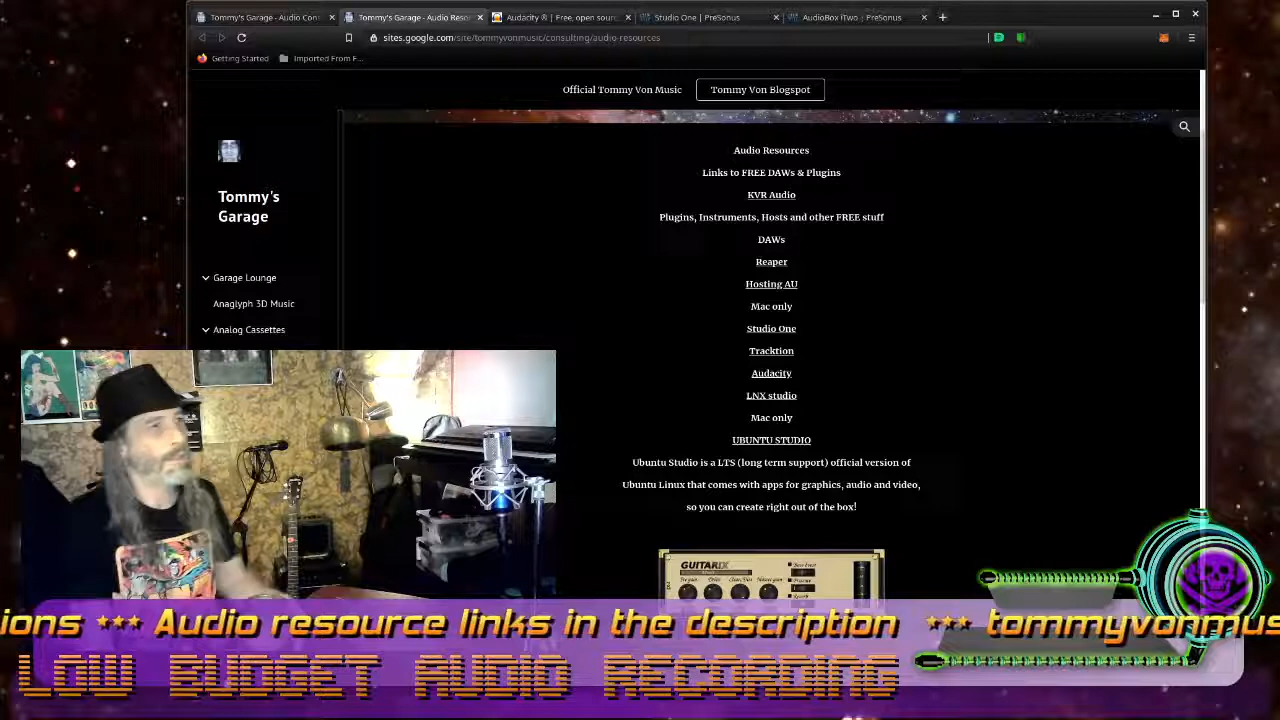 Tommy's Garage - Audio Con
Tommy's Garage - Audio Reso
Audacity ® | Free, open sourc
Studio One | PreSonus
AudioBox iTwo | PreSonus
sites.google.com/site/tommyvonmusic/consulting/audio-resources
Getting Started
Imported From F...
Official Tommy Von Music
Tommy Von Blogspot
Tommy's
Garage
Garage Lounge
Anaglyph 3D Music
Analog Cassettes
Audio Resources
Links to FREE DAWs & Plugins
KVR Audio
Plugins, Instruments, Hosts and other FREE stuff
DAWs
Reaper
Hosting AU
Mac only
Studio One
Tracktion
Audacity
LNX studio
Mac only
UBUNTU STUDIO
Ubuntu Studio is a LTS (long term support) official version of
Ubuntu Linux that comes with apps for graphics, audio and video,
so you can create right out of the box!
GUITARIX
ions *** Audio resource links in the description *** tommyvonmus
LOW BUDGET AUDIO RECORDING